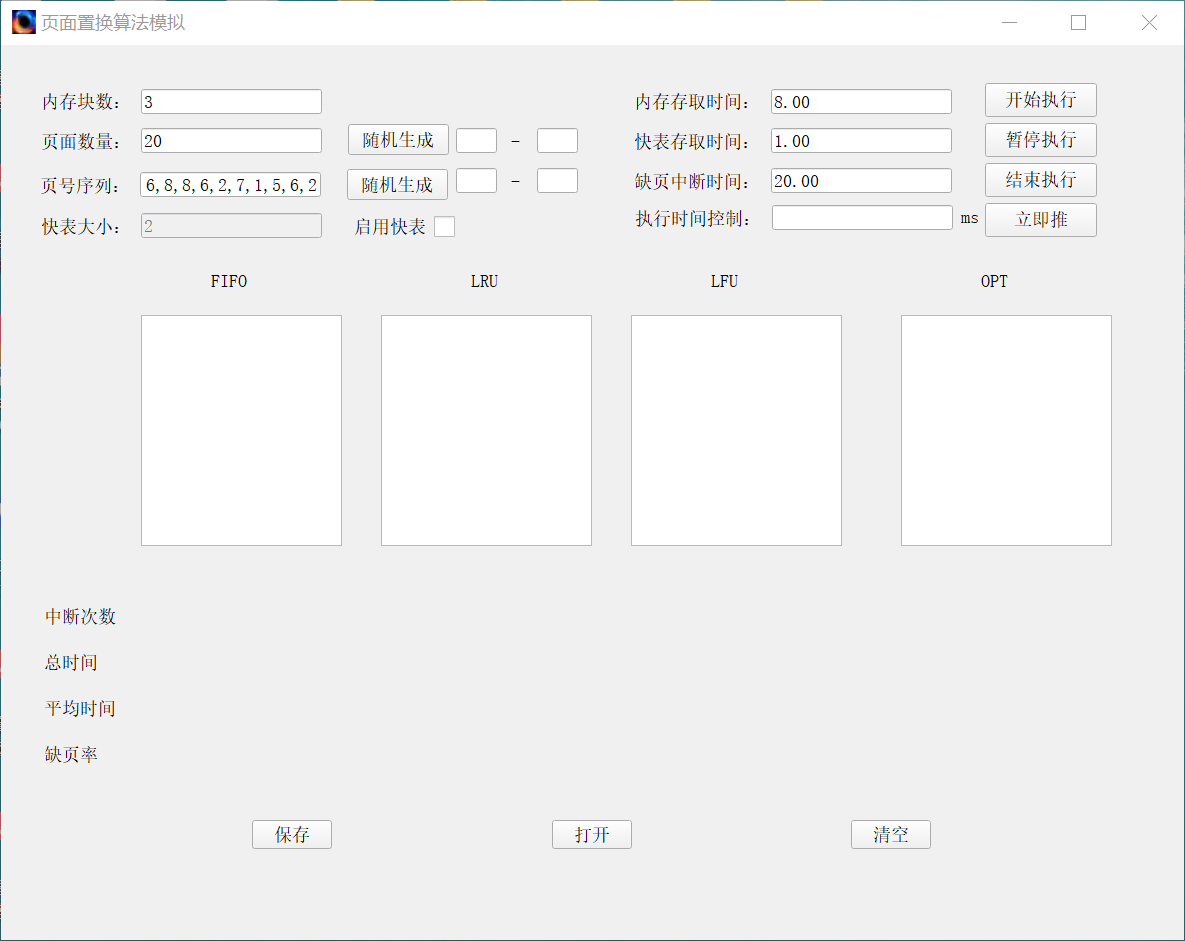 页面置换算法模拟
内存块数： 3 内存存取时间： 8.00 开始执行
页面数量： 20 随机生成 - 快表存取时间： 1.00 暂停执行
页号序列： 6,8,8,6,2,7,1,5,6,2 随机生成 - 缺页中断时间： 20.00 结束执行
快表大小： 2 启用快表 执行时间控制： ms 立即推
FIFO LRU LFU OPT
中断次数
总时间
平均时间
缺页率
保存 打开 清空